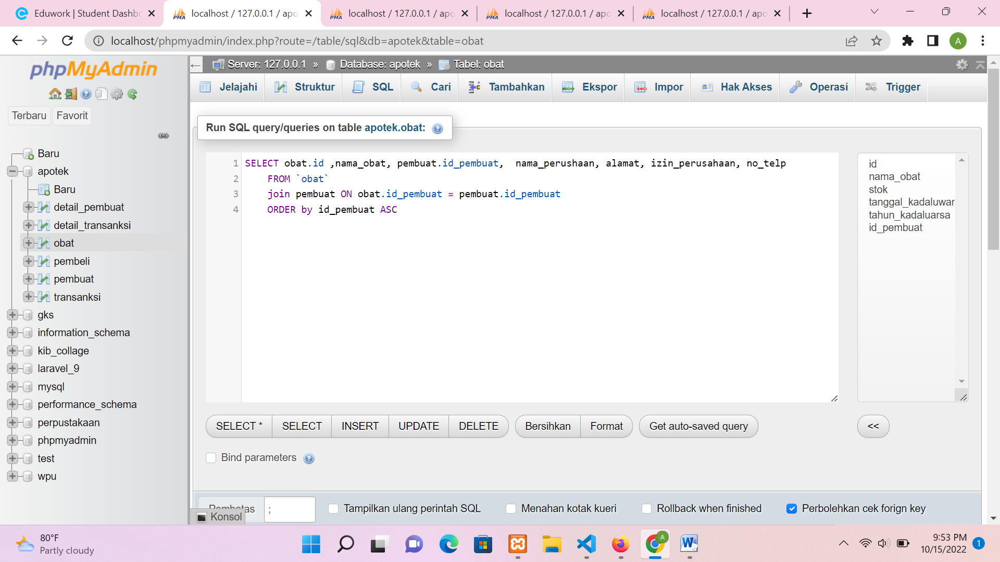 Eduwork | Student Dashbo
localhost / 127.0.0.1 / apo
localhost / 127.0.0.1 / apo
localhost / 127.0.0.1 / apo
localhost / 127.0.0.1 / apo
localhost/phpmyadmin/index.php?route=/table/sql&db=apotek&table=obat
A
phpMyAdmin
Terbaru
Favorit
Baru
apotek
Baru
detail_pembuat
detail_transanksi
obat
pembeli
pembuat
transanksi
gks
information_schema
kib_collage
laravel_9
mysql
performance_schema
perpustakaan
phpmyadmin
test
wpu
Server: 127.0.0.1 » Database: apotek » Tabel: obat
Jelajahi
Struktur
SQL
Cari
Tambahkan
Ekspor
Impor
Hak Akses
Operasi
Trigger
Run SQL query/queries on table apotek.obat:
1 SELECT obat.id ,nama_obat, pembuat.id_pembuat,  nama_perushaan, alamat, izin_perusahaan, no_telp
2     FROM `obat`
3     join pembuat ON obat.id_pembuat = pembuat.id_pembuat
4     ORDER by id_pembuat ASC
id
nama_obat
stok
tanggal_kadaluwar
tahun_kadaluarsa
id_pembuat
SELECT *
SELECT
INSERT
UPDATE
DELETE
Bersihkan
Format
Get auto-saved query
<<
Bind parameters
;
Tampilkan ulang perintah SQL
Menahan kotak kueri
Rollback when finished
Perbolehkan cek forign key
Konsol
80°F
Partly cloudy
A
W
9:53 PM
10/15/2022
1